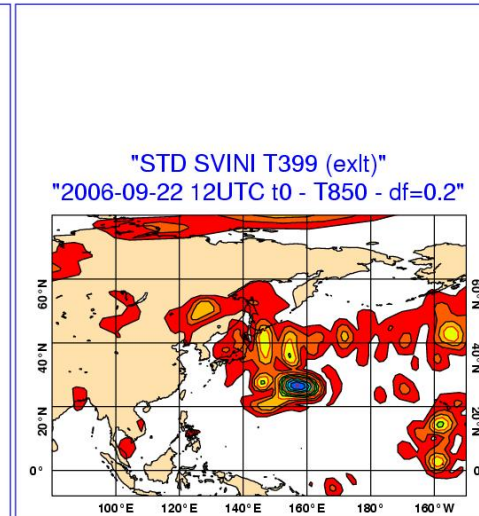 "STD SVINI T399 (exlt)"
"2006-09-22 12UTC t0 - T850 - df=0.2"
60°N 60°N
40°N 40°N
20°N 20°N
0° 0
100°E 120°E 140°E 160°E 180° 160°W